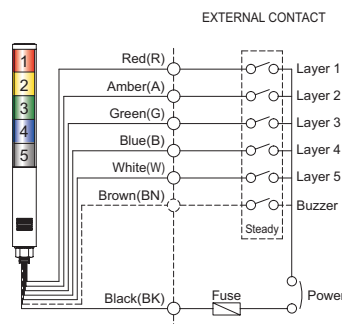 EXTERNAL CONTACT
1
2
3
4
5
Red(R)
Layer 1
Amber(A)
Layer 2
Green(G)
Layer 3
Blue(B)
Layer 4
White(W)
Layer 5
Brown(BN)
Buzzer
Steady
Black(BK)
Fuse
Power